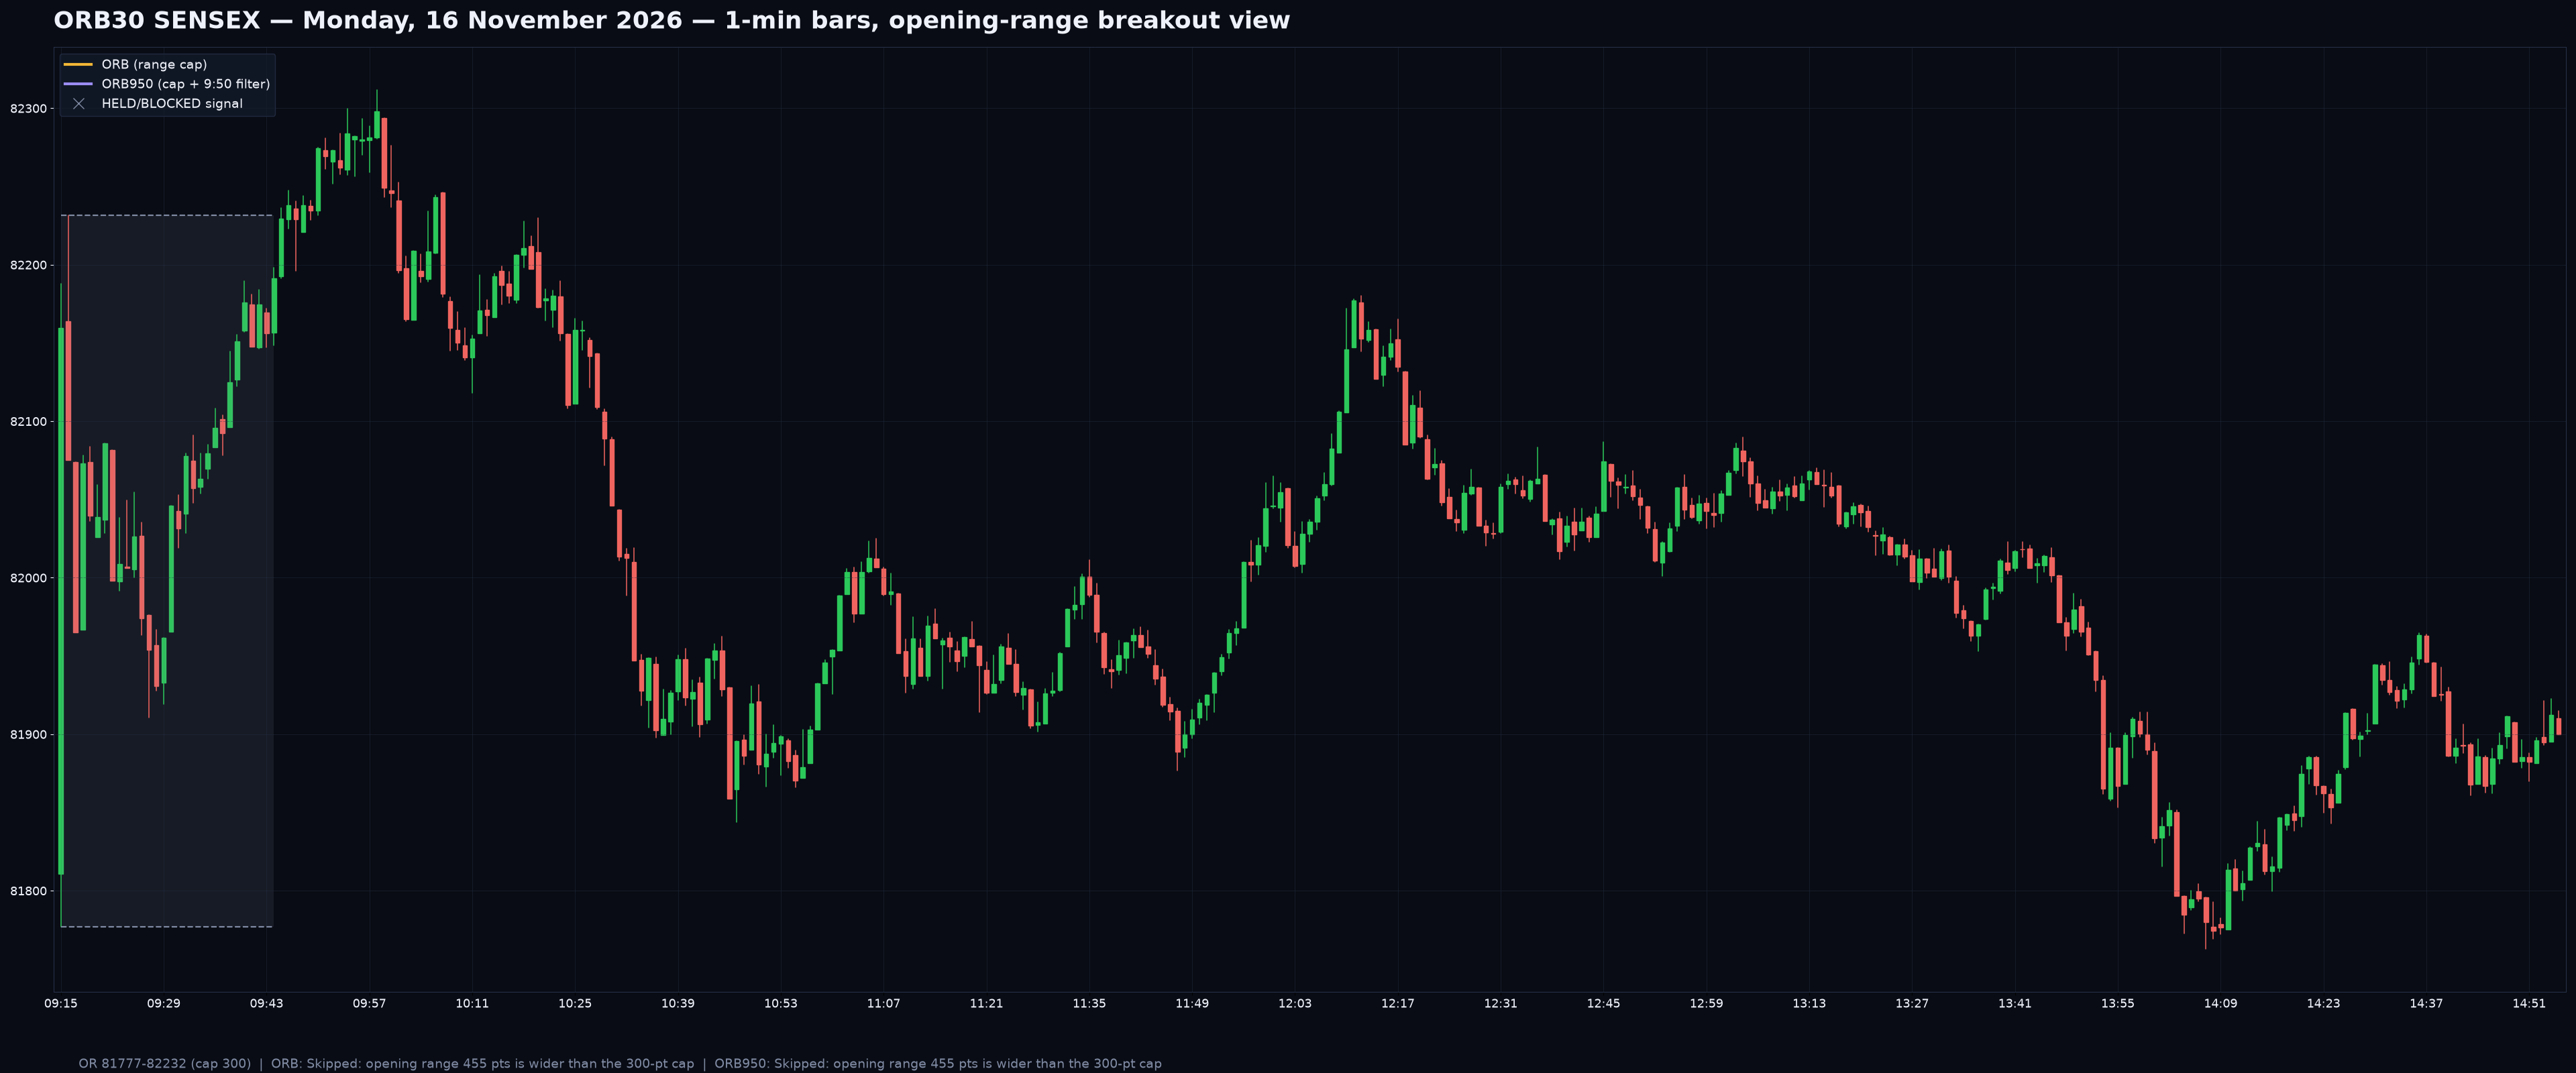 ORB30 SENSEX — Monday, 16 November 2026 — 1-min bars, opening-range breakout view
ORB (range cap)
ORB950 (cap + 9:50 filter)
HELD/BLOCKED signal
82300
82200
82100
82000
81900
81800
09:15 09:29 09:43 09:57 10:11 10:25 10:39 10:53 11:07 11:21 11:35 11:49 12:03 12:17 12:31 12:45 12:59 13:13 13:27 13:41 13:55 14:09 14:23 14:37 14:51
OR 81777-82232 (cap 300) | ORB: Skipped: opening range 455 pts is wider than the 300-pt cap | ORB950: Skipped: opening range 455 pts is wider than the 300-pt cap